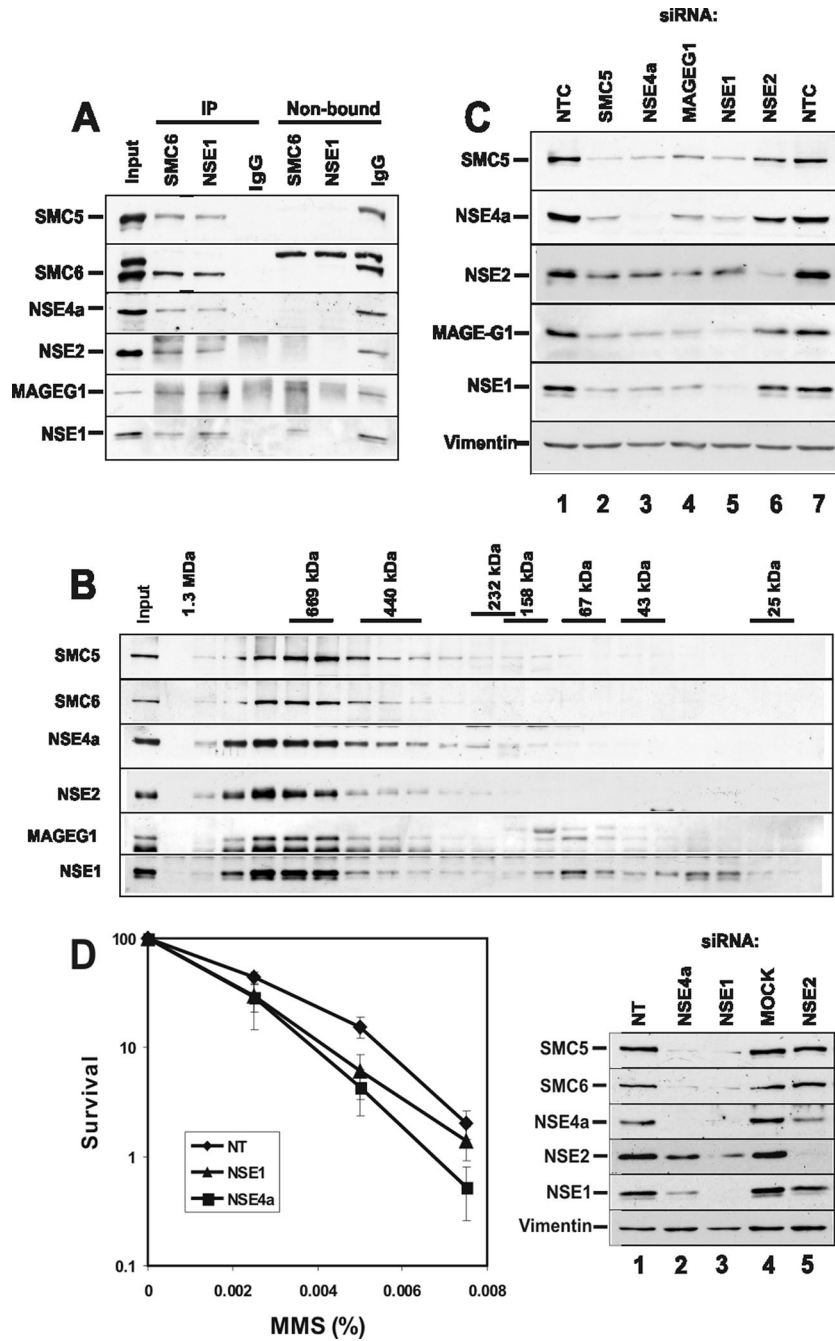 A
IP
Non-bound
Input
SMC6
NSE1
IgG
SMC6
NSE1
IgG
SMC5
SMC6
NSE4a
NSE2
MAGEG1
NSE1
siRNA:
C
NTC
SMC5
NSE4a
MAGEG1
NSE1
NSE2
NTC
SMC5
NSE4a
NSE2
MAGE-G1
NSE1
Vimentin
1 2 3 4 5 6 7
B
Input
1.3 MDa
669 kDa
440 kDa
232 kDa
158 kDa
67 kDa
43 kDa
25 kDa
SMC5
SMC6
NSE4a
NSE2
MAGEG1
NSE1
D
100
10
1
0.1
Survival
NT
NSE1
NSE4a
0 0.002 0.004 0.006 0.008
MMS (%)
siRNA:
NT
NSE4a
NSE1
MOCK
NSE2
SMC5
SMC6
NSE4a
NSE2
NSE1
Vimentin
1 2 3 4 5